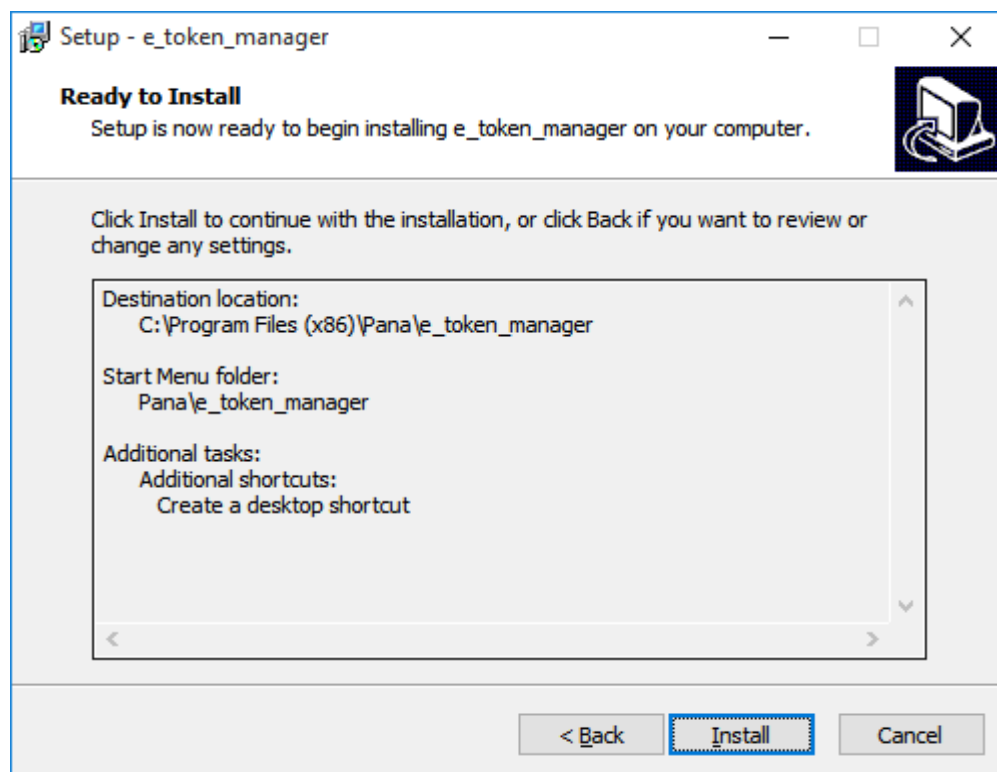 Setup - e_token_manager
Ready to Install
Setup is now ready to begin installing e_token_manager on your computer.
Click Install to continue with the installation, or click Back if you want to review or
change any settings.
Destination location:
C:\Program Files (x86)\Pana\e_token_manager
Start Menu folder:
Pana\e_token_manager
Additional tasks:
Additional shortcuts:
Create a desktop shortcut
< Back
Install
Cancel